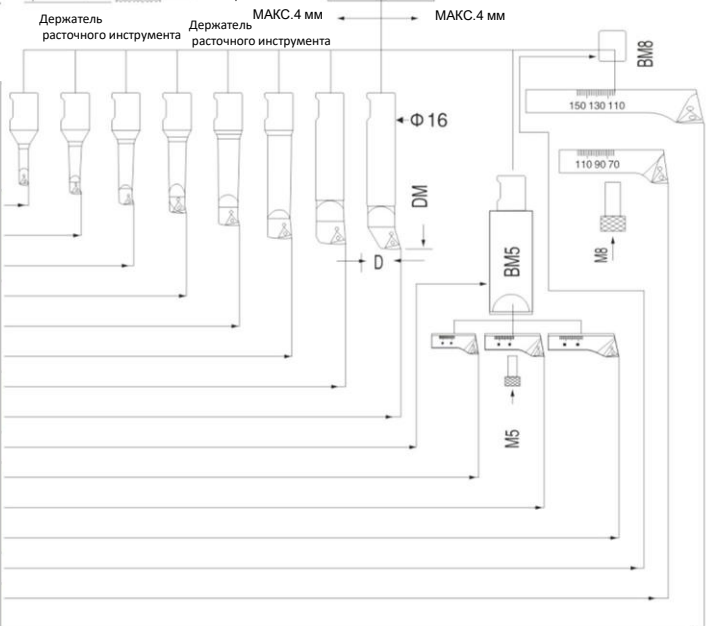 Держатель
расточного инструмента
Держатель
расточного инструмента
МАКС.4 мм
МАКС.4 мм
BM8
150 130 110
Φ16
110 90 70
DM
M8
D
BM5
M5